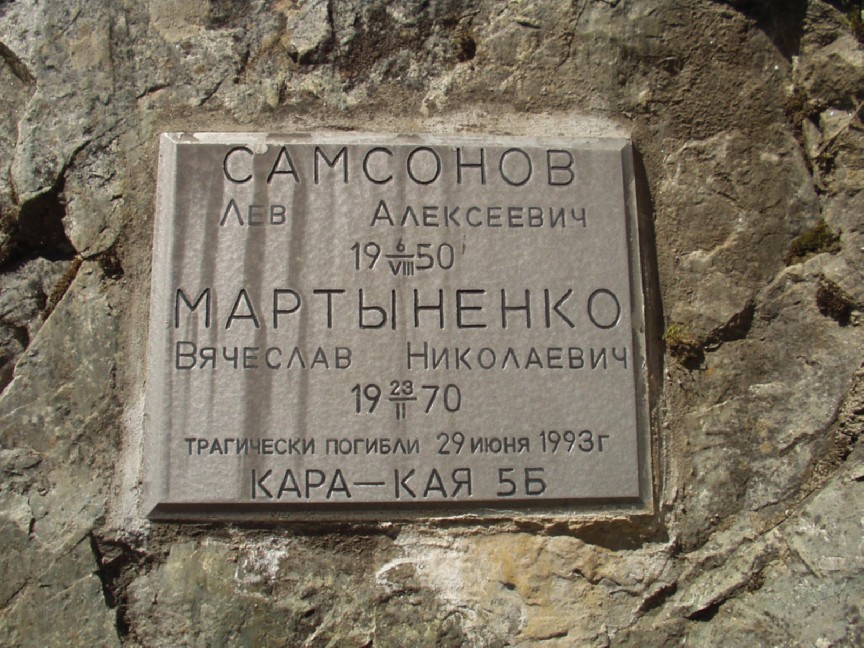 САМСОНОВ
ЛЕВ АЛЕКСЕЕВИЧ
19 6/VIII 50
МАРТЫНЕНКО
ВЯЧЕСЛАВ НИКОЛАЕВИЧ
19 23/II 70
ТРАГИЧЕСКИ ПОГИБЛИ 29 ИЮНЯ 1993 г
КАРА—КАЯ 5Б